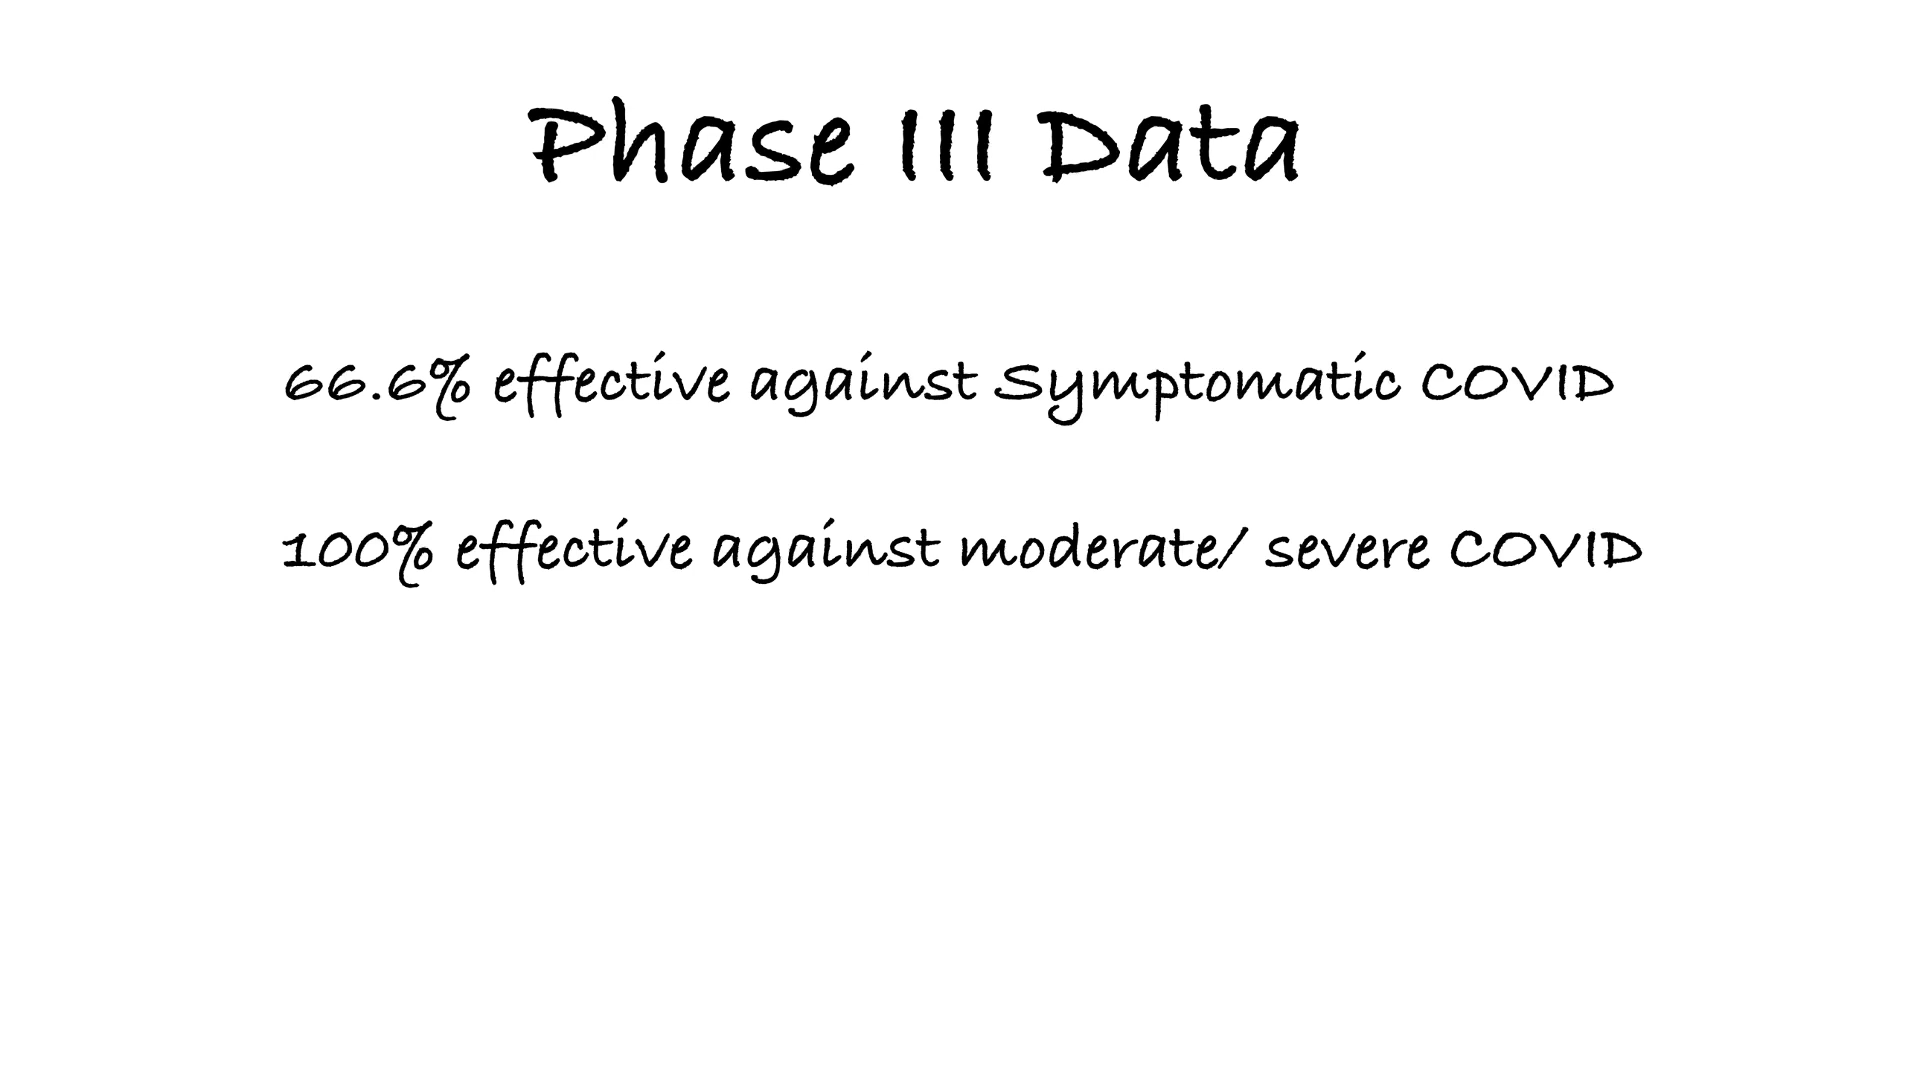 Phase III Data
66.6% effective against Symptomatic COVID
100% effective against moderate/ severe COVID